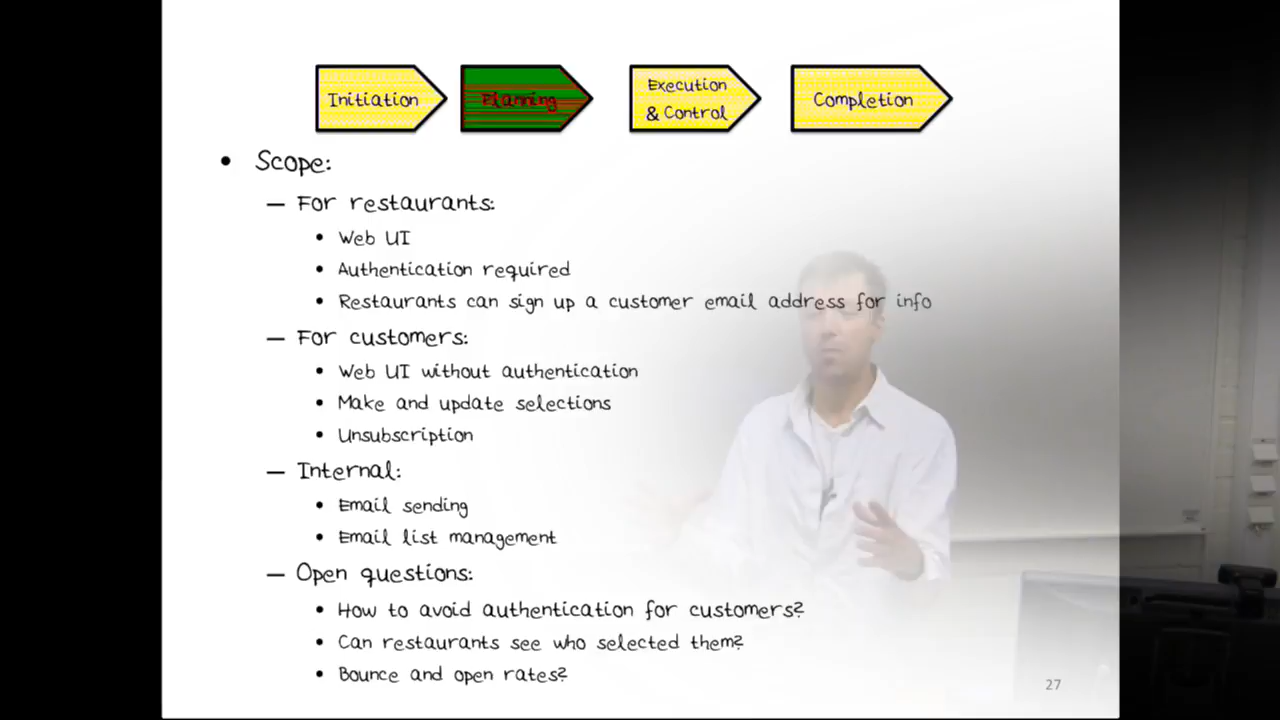 Initiation
Planning
Execution
& Control
Completion
• Scope:
– For restaurants:
• Web UI
• Authentication required
• Restaurants can sign up a customer email address for info
– For customers:
• Web UI without authentication
• Make and update selections
• Unsubscription
– Internal:
• Email sending
• Email list management
– Open questions:
• How to avoid authentication for customers?
• Can restaurants see who selected them?
• Bounce and open rates?
27